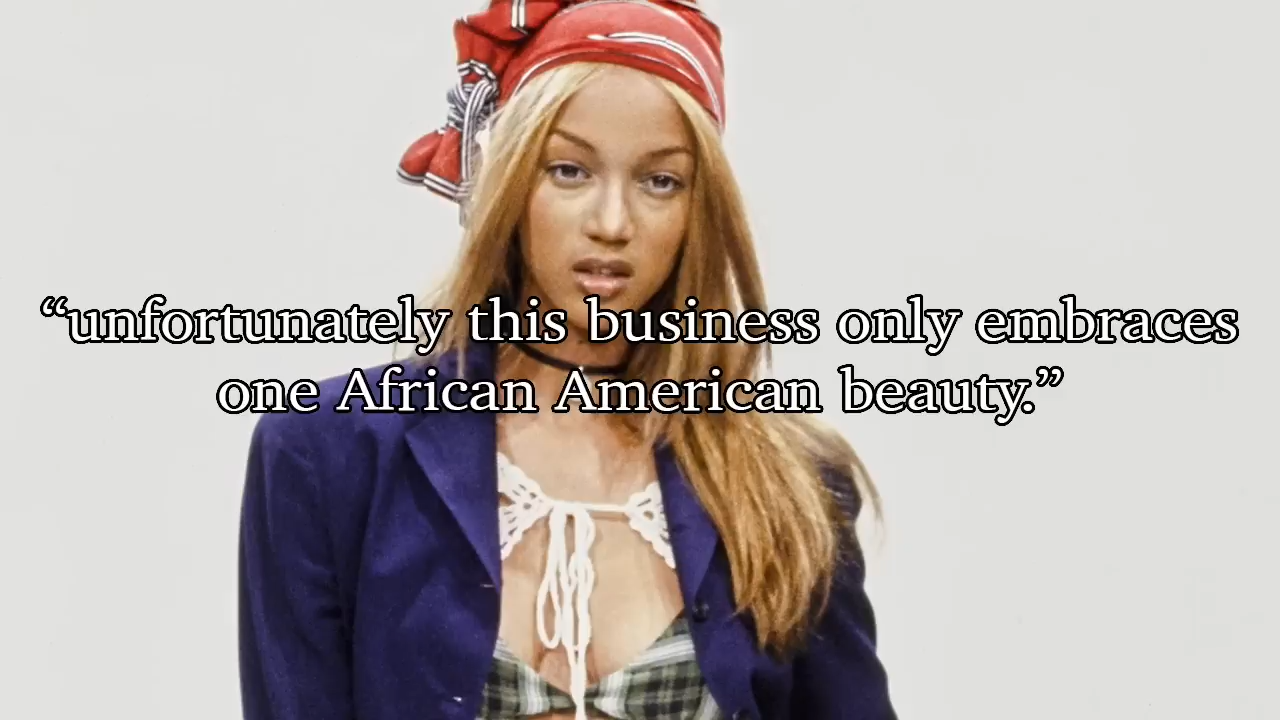 “unfortunately this business only embraces
one African American beauty.”